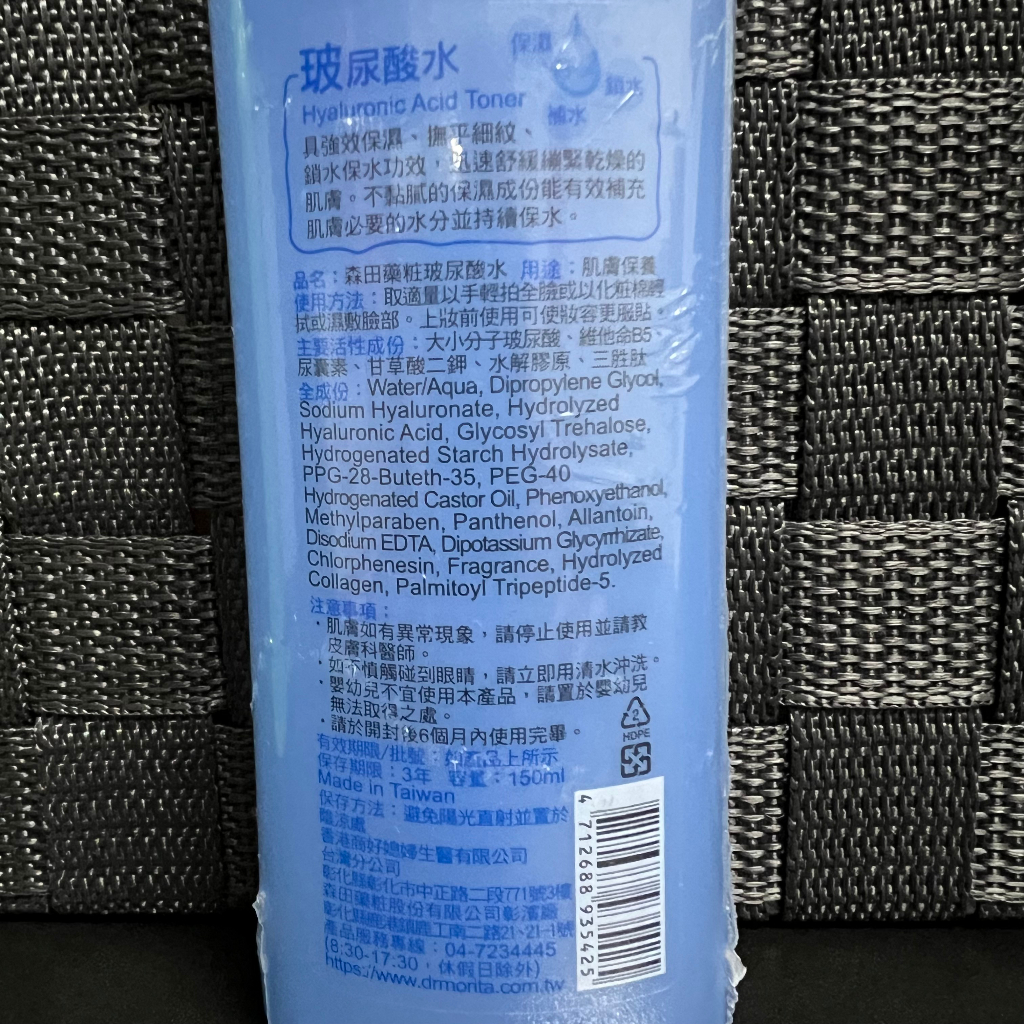 玻尿酸水
保濕
鎖水
補水
Hyaluronic Acid Toner
具強效保濕、撫平細紋、
鎖水保水功效，迅速舒緩繃緊乾燥的
肌膚。不黏膩的保濕成份能有效補充
肌膚必要的水分並持續保水。
品名：森田藥粧玻尿酸水 用途：肌膚保養
使用方法：取適量以手輕拍全臉或以化粧棉輕
拭或濕敷臉部。上妝前使用可使妝容更服貼。
主要活性成份：大小分子玻尿酸、維他命B5、
尿囊素、甘草酸二鉀、水解膠原、三胜肽
全成份：Water/Aqua, Dipropylene Glycol,
Sodium Hyaluronate, Hydrolyzed
Hyaluronic Acid, Glycosyl Trehalose,
Hydrogenated Starch Hydrolysate,
PPG-28-Buteth-35, PEG-40
Hydrogenated Castor Oil, Phenoxyethanol,
Methylparaben, Panthenol, Allantoin,
Disodium EDTA, Dipotassium Glycyrrhizate,
Chlorphenesin, Fragrance, Hydrolyzed
Collagen, Palmitoyl Tripeptide-5.
注意事項：
·肌膚如有異常現象，請停止使用並請教
皮膚科醫師。
·如不慎觸碰到眼睛，請立即用清水沖洗。
·嬰幼兒不宜使用本產品，請置於嬰幼兒
無法取得之處。
·請於開封後6個月內使用完畢。
2
HDPE
有效期限/批號：如產品上所示
保存期限：3年 容量：150ml
Made in Taiwan
保存方法：避免陽光直射並置於
陰涼處
香港商好媳婦生醫有限公司
台灣分公司
彰化縣彰化市中正路二段771號3樓
森田藥粧股份有限公司彰濱廠
彰化縣鹿港鎮鹿工南二路21、21-1號
產品服務專線：04-7234445
(8:30-17:30，休假日除外)
https://www.drmorita.com.tw
4 712688 935425